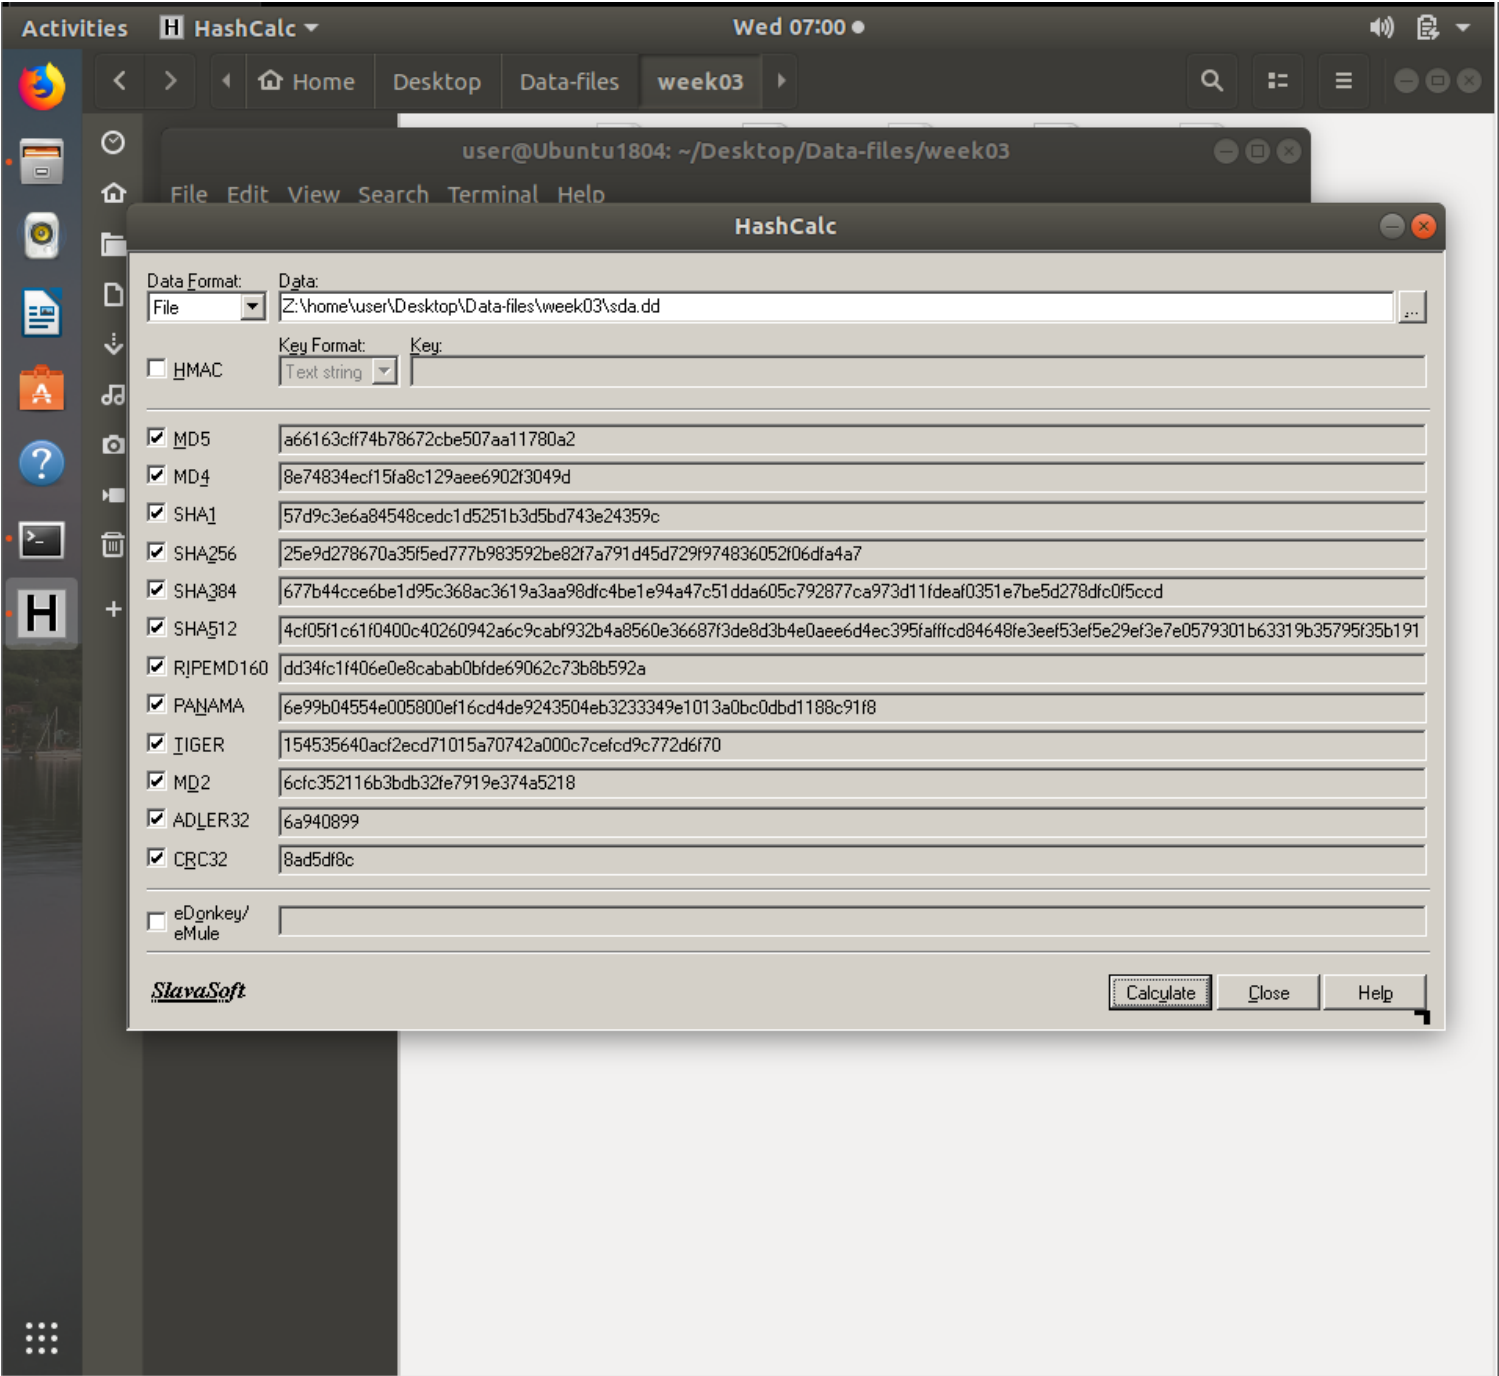 Activities HashCalc Wed 07:00
Home Desktop Data-files week03
user@Ubuntu1804: ~/Desktop/Data-files/week03
File Edit View Search Terminal Help
HashCalc
Data Format: Data:
File Z:\home\user\Desktop\Data-files\week03\sda.dd ...
Key Format: Key:
HMAC Text string
MD5 a66163cff74b78672cbe507aa11780a2
MD4 8e74834ecf15fa8c129aee6902f3049d
SHA1 57d9c3e6a84548cedc1d5251b3d5bd743e24359c
SHA256 25e9d278670a35f5ed777b983592be82f7a791d45d729f974836052f06dfa4a7
SHA384 677b44cce6be1d95c368ac3619a3aa98dfc4be1e94a47c51dda605c792877ca973d11fdeaf0351e7be5d278dfc0f5ccd
SHA512 4cf05f1c61f0400c40260942a6c9cabf932b4a8560e36687f3de8d3b4e0aee6d4ec395fafffcd84648fe3eef53ef5e29ef3e7e0579301b63319b35795f35b191
RIPEMD160 dd34fc1f406e0e8cabab0bfde69062c73b8b592a
PANAMA 6e99b04554e005800ef16cd4de9243504eb3233349e1013a0bc0dbd1188c91f8
TIGER 154535640acf2ecd71015a70742a000c7cefcd9c772d6f70
MD2 6cfc352116b3bdb32fe7919e374a5218
ADLER32 6a940899
CRC32 8ad5df8c
eDonkey/
eMule
SlavaSoft Calculate Close Help